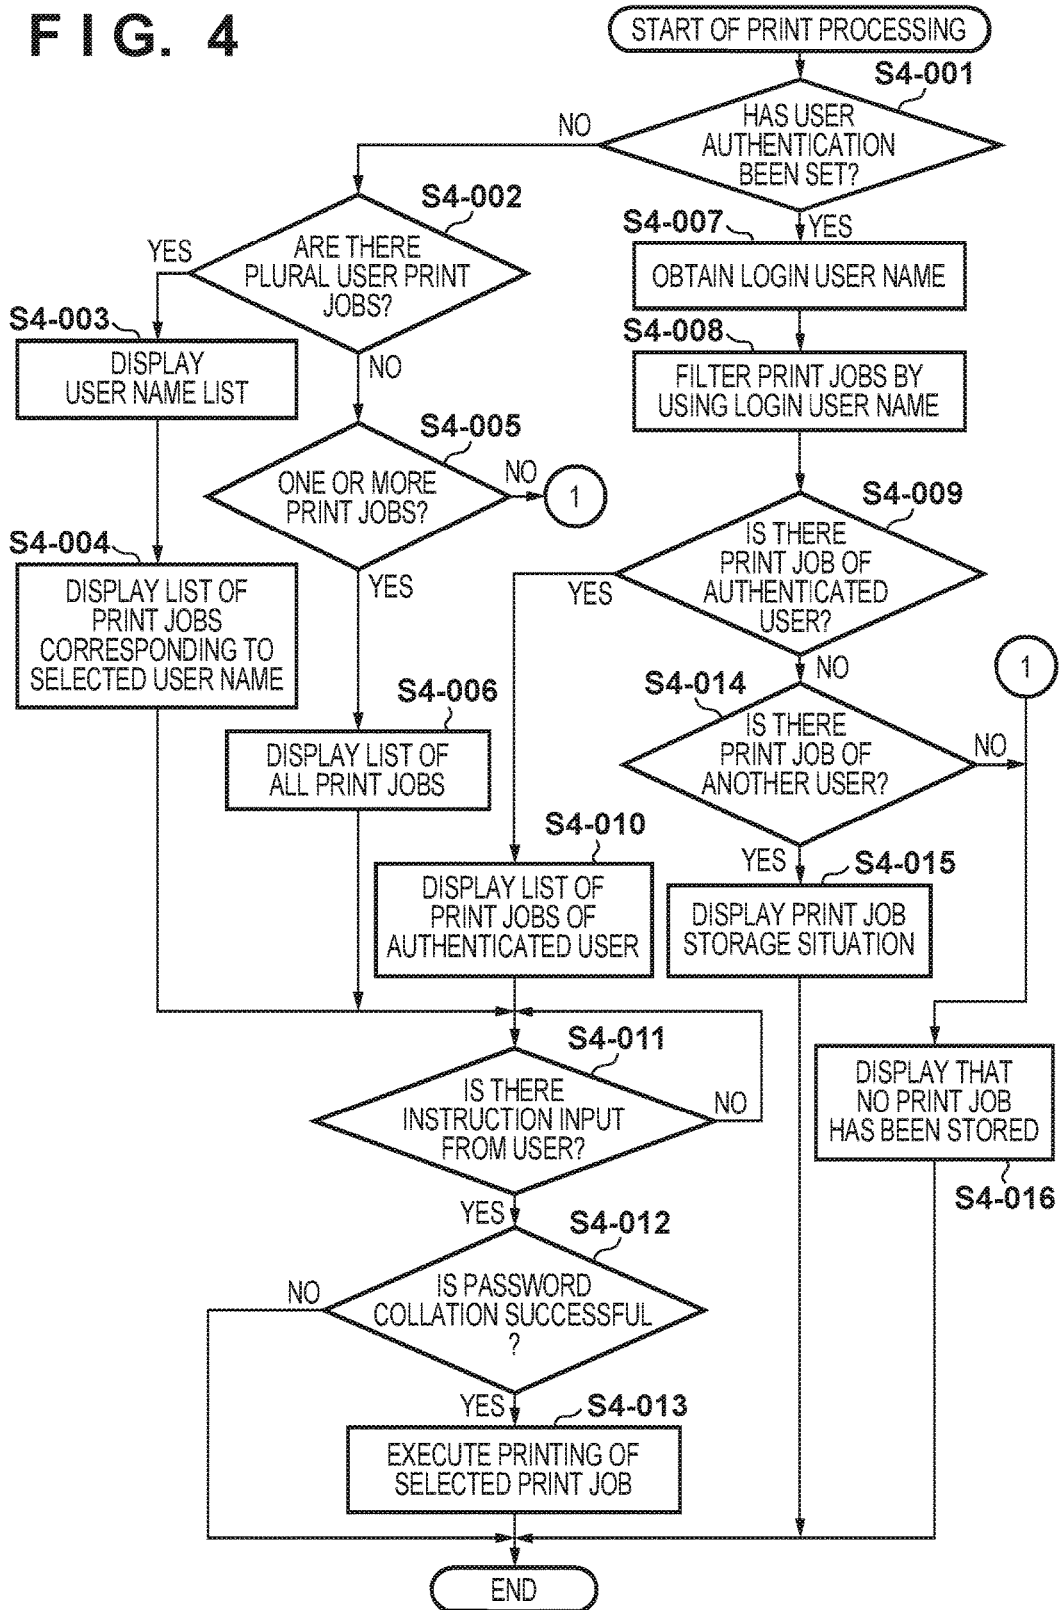 FIG. 4
START OF PRINT PROCESSING
S4-001
HAS USER
AUTHENTICATION
BEEN SET?
NO
YES
S4-002
ARE THERE
PLURAL USER PRINT
JOBS?
YES
NO
S4-007
OBTAIN LOGIN USER NAME
S4-003
DISPLAY
USER NAME LIST
S4-008
FILTER PRINT JOBS BY
USING LOGIN USER NAME
S4-005
ONE OR MORE
PRINT JOBS?
NO
1
YES
S4-004
DISPLAY LIST OF
PRINT JOBS
CORRESPONDING TO
SELECTED USER NAME
S4-009
IS THERE
PRINT JOB OF
AUTHENTICATED
USER?
YES
NO
1
S4-006
DISPLAY LIST OF
ALL PRINT JOBS
S4-014
IS THERE
PRINT JOB OF
ANOTHER USER?
NO
YES
S4-010
DISPLAY LIST OF
PRINT JOBS OF
AUTHENTICATED USER
S4-015
DISPLAY PRINT JOB
STORAGE SITUATION
S4-011
IS THERE
INSTRUCTION INPUT
FROM USER?
NO
YES
DISPLAY THAT
NO PRINT JOB
HAS BEEN STORED
S4-016
S4-012
IS PASSWORD
COLLATION SUCCESSFUL
?
NO
YES
S4-013
EXECUTE PRINTING OF
SELECTED PRINT JOB
END